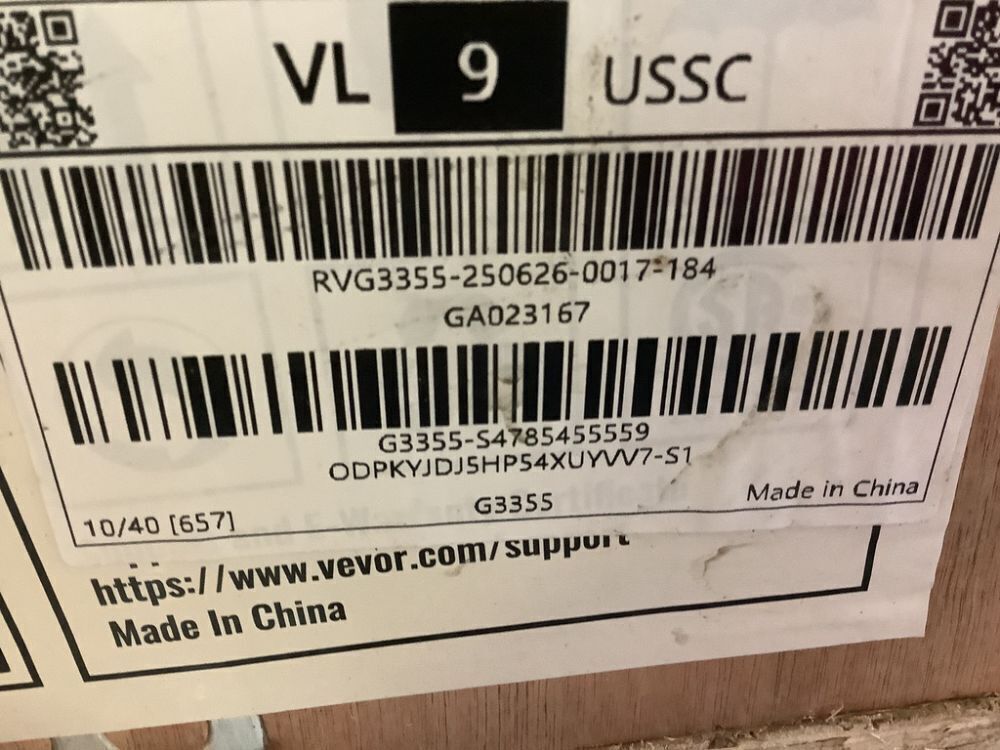 VL 9 USSC
RVG3355-250626-0017-184
GA023167
G3355-S4785455559
ODPKYJDJ5HP54XUYVV7-S1
G3355
10/40 [657] Made in China
https://www.vevor.com/support
Made In China